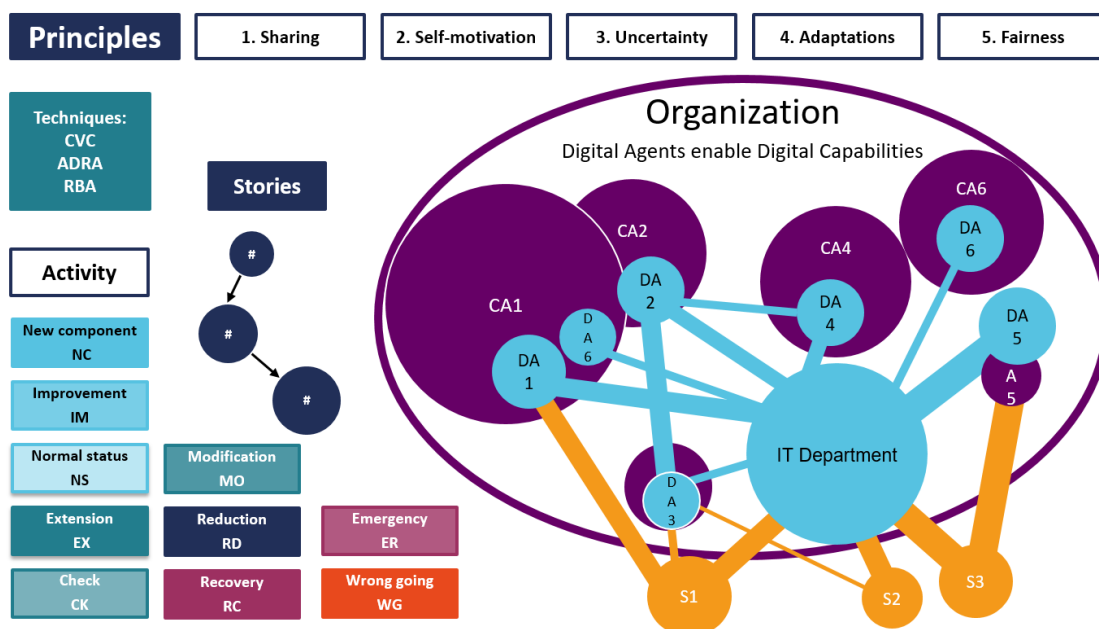 Principles
1. Sharing
2. Self-motivation
3. Uncertainty
4. Adaptations
5. Fairness
Techniques:
CVC
ADRA
RBA
Stories
#
#
#
Activity
New component
NC
Improvement
IM
Normal status
NS
Modification
MO
Extension
EX
Reduction
RD
Emergency
ER
Check
CK
Recovery
RC
Wrong going
WG
Organization
Digital Agents enable Digital Capabilities
CA1
CA2
CA4
CA6
DA
6
DA
2
DA
4
DA
5
A
5
D
A
6
DA
1
IT Department
D
A
3
S1
S2
S3